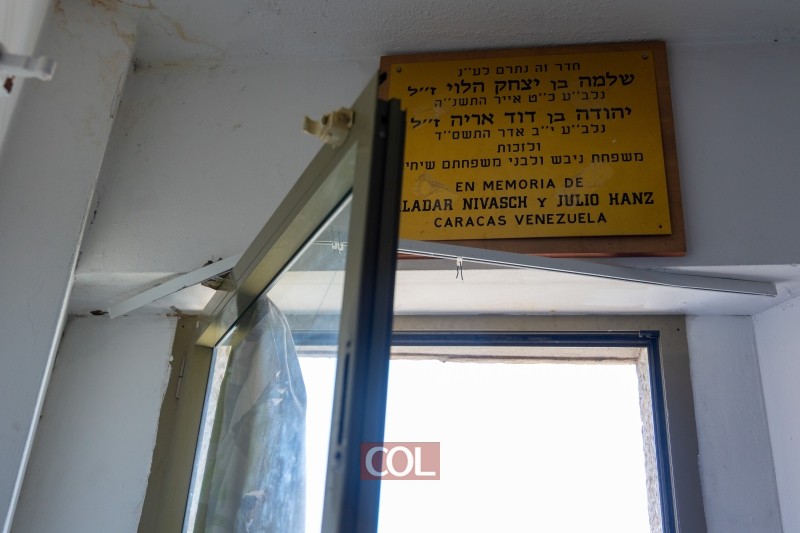 חדר זה נתרם לע״נ
שלמה בן יצחק הלוי ז״ל
נלב״ע כ״ט אייר התשנ״ה
יהודה בן דוד אריה ז״ל
נלב״ע י״ב אדר התשס״ד
ולזכות
משפחת ניבש ולבני משפחתם שיחיו
EN MEMORIA DE
LADAR NIVASCH Y JULIO HANZ
CARACAS VENEZUELA
COL